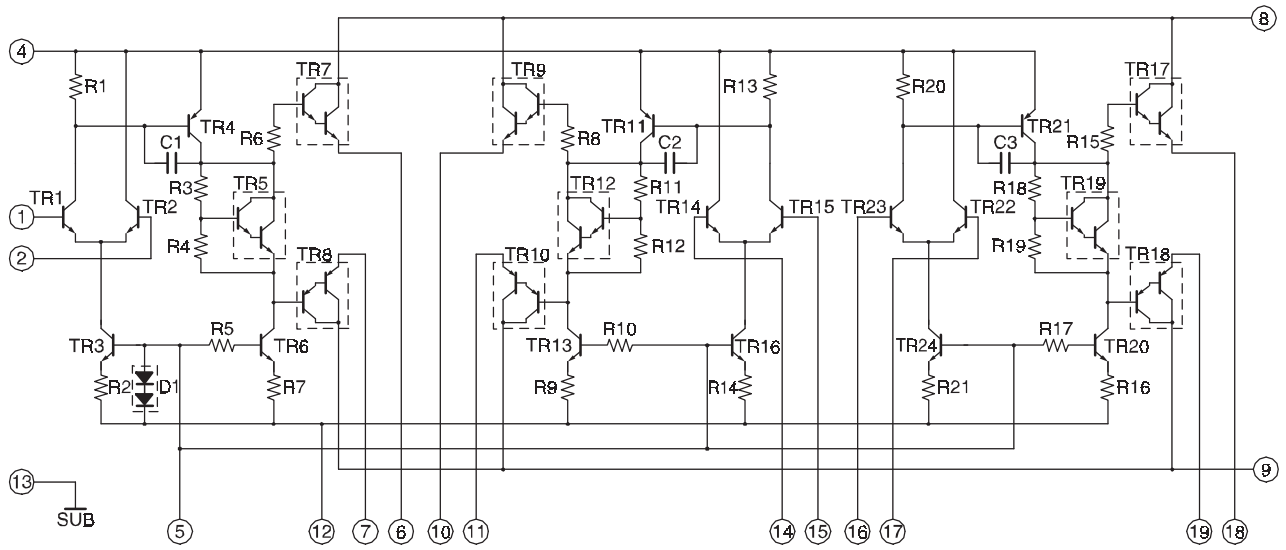 8
4
TR7
TR9
TR17
R1
R13
R20
TR4
R6
R8
TR11
TR21
R15
C1
C2
C3
R3
TR5
TR12
R11
R18
TR19
TR1
TR2
TR14
TR15
TR23
TR22
1
16
R4
R12
R19
2
TR8
TR10
TR18
R5
R10
R17
TR3
TR6
TR13
TR16
TR24
TR20
R2
D1
R7
R9
R14
R21
R16
9
13
SUB
5
12
7
6
10
11
14
15
16
17
19
18